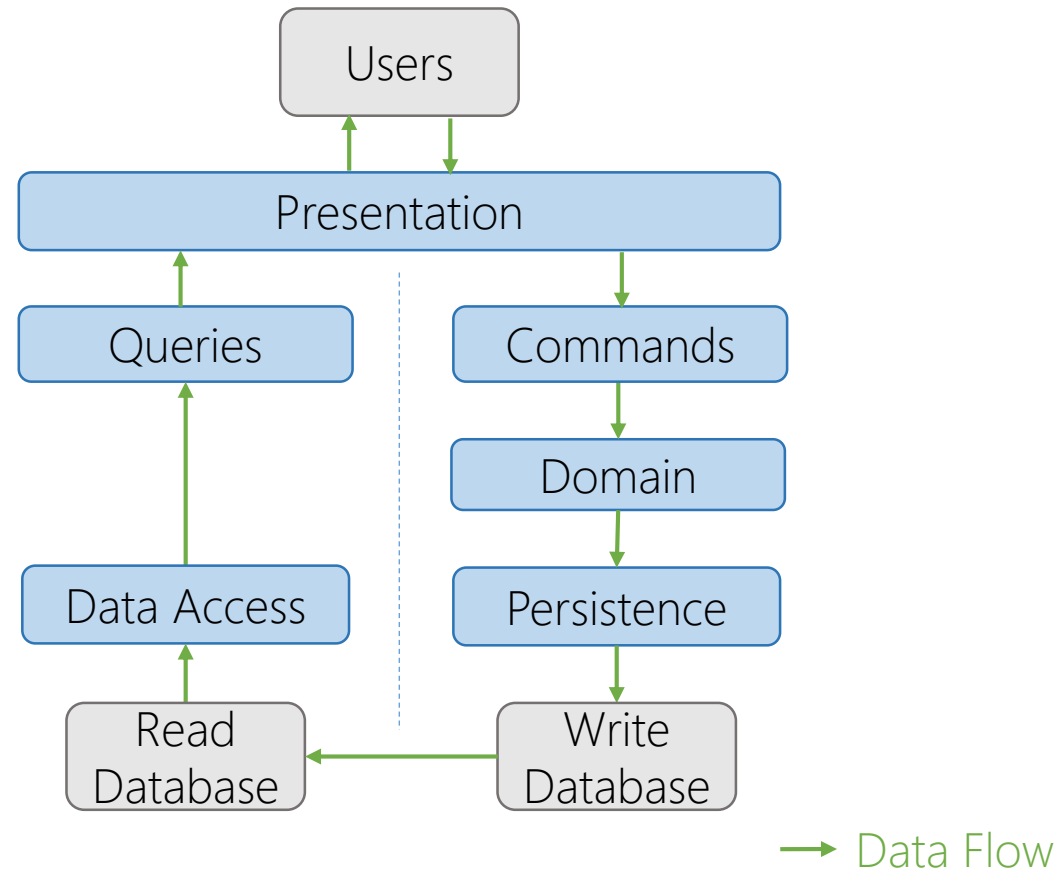 Users
Presentation
Queries
Commands
Domain
Data Access
Persistence
Read
Database
Write
Database
Data Flow